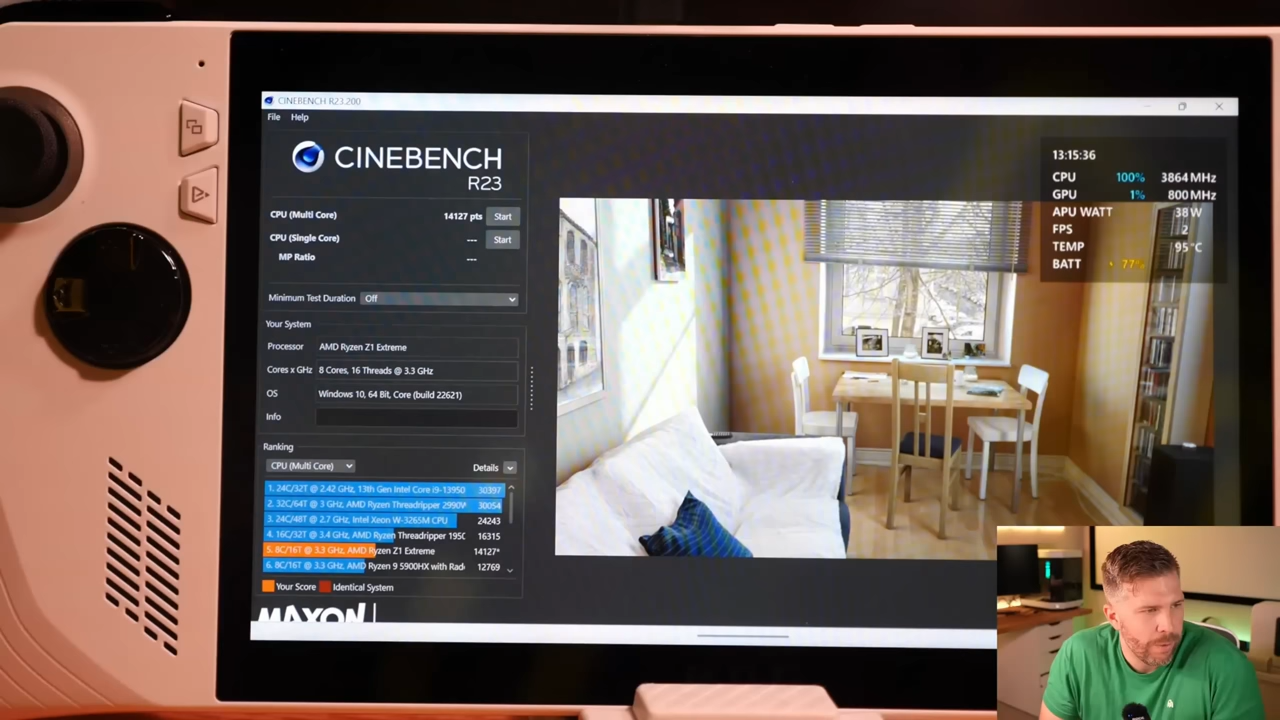 CINEBENCH R23.200
File Help
CINEBENCH
R23
CPU (Multi Core) 14127 pts Start
CPU (Single Core) --- Start
MP Ratio ---
Minimum Test Duration Off
Your System
Processor AMD Ryzen Z1 Extreme
Cores x GHz 8 Cores, 16 Threads @ 3.3 GHz
OS Windows 10, 64 Bit, Core (build 22621)
Info
Ranking
CPU (Multi Core) Details
1. 24C/32T @ 2.42 GHz, 13th Gen Intel Core i9-13950 30397
2. 32C/64T @ 3 GHz, AMD Threadripper 2990W 30054
3. 24C/48T @ 2.7 GHz, Intel Xeon W-3265M CPU 24243
4. 16C/32T @ 3.4 GHz, AMD Ryzen Threadripper 1950 16315
5. 8C/16T @ 3.3 GHz, AMD Ryzen Z1 Extreme 14127*
6. 8C/16T @ 3.3 GHz, AMD Ryzen 9 5900HX with Rade 12769
Your Score Identical System
MAXON
13:15:36
CPU 100% 3864 MHz
GPU 1% 800 MHz
APU WATT 38 W
FPS 2
TEMP 95 °C
BATT 77%